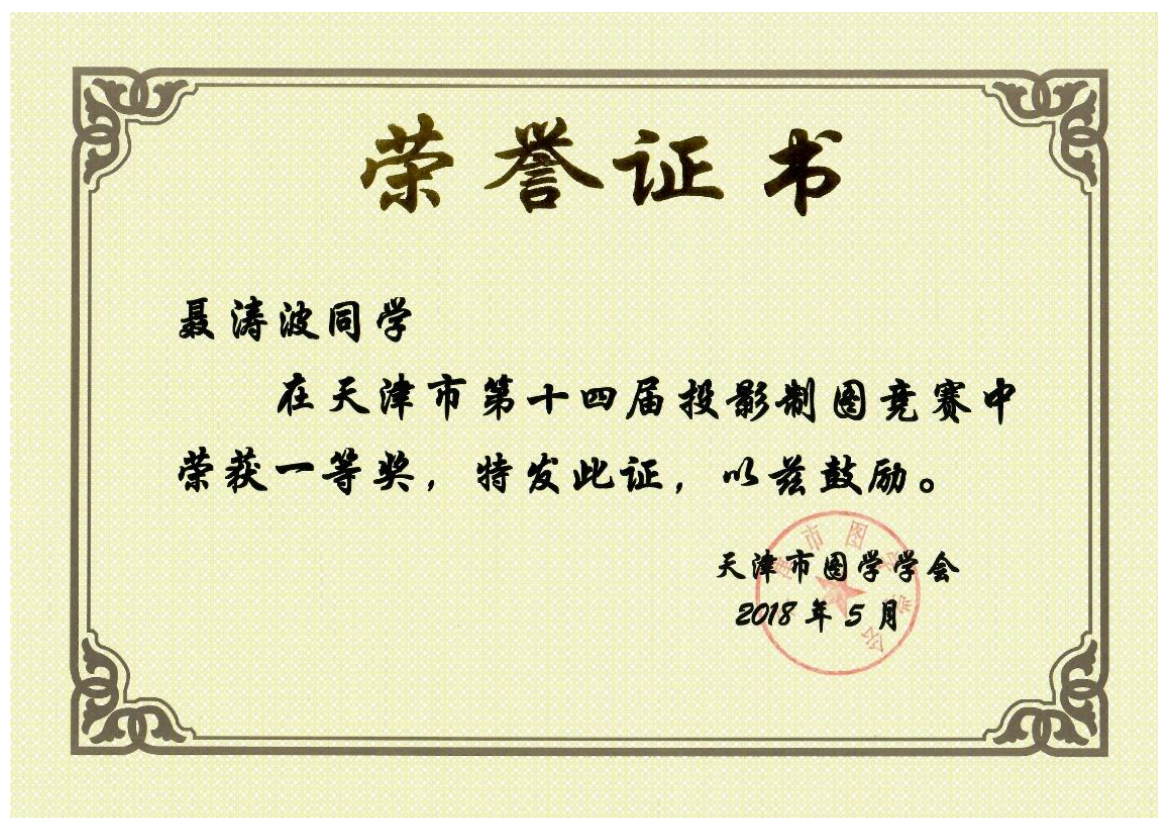 荣誉证书
聂涛波同学
在天津市第十四届投影制图竞赛中
荣获一等奖，特发此证，以兹鼓励。
天津市图学学会
2018年5月